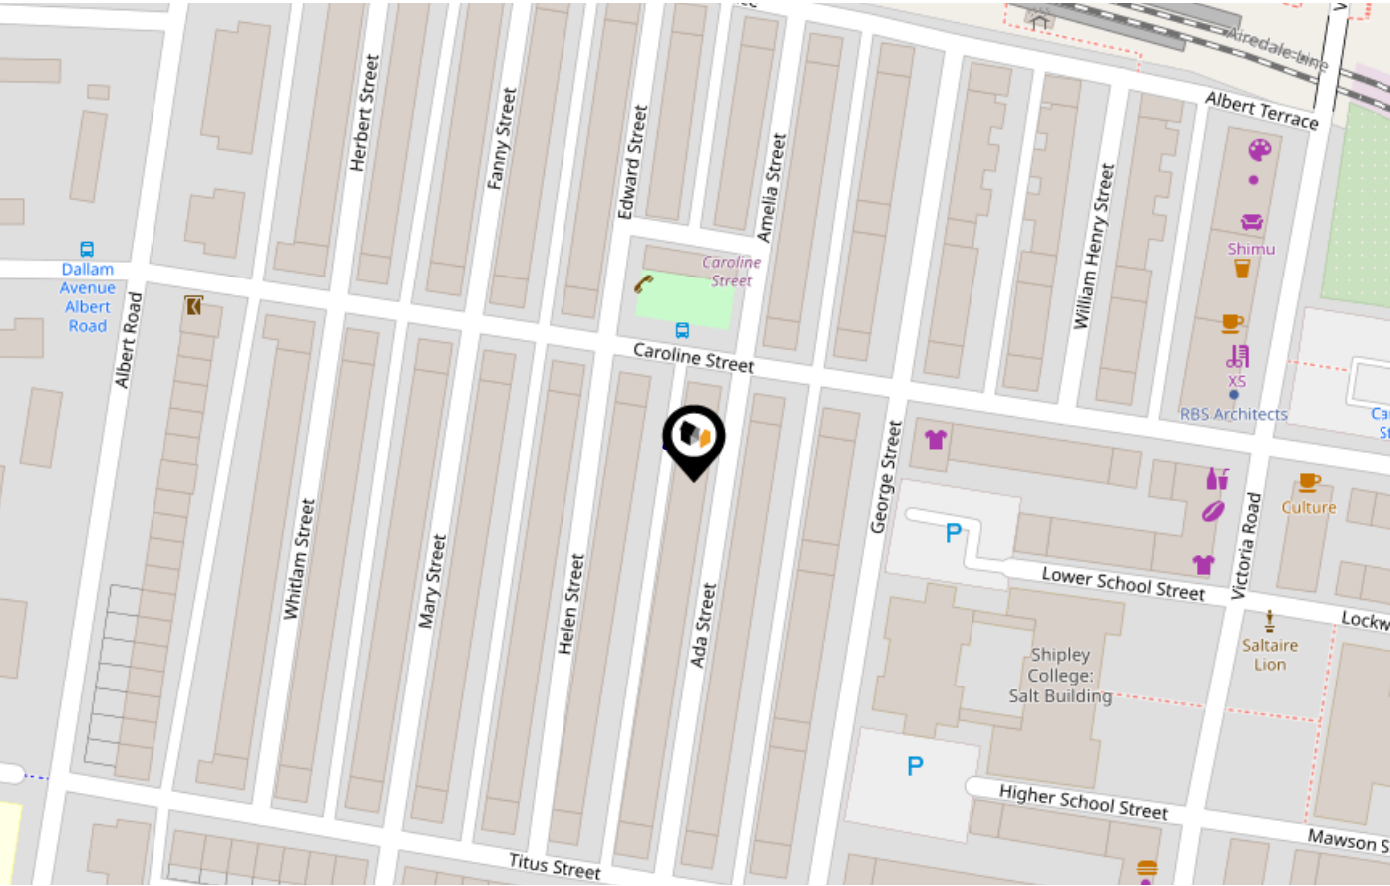 Airedale Line
Albert Terrace
Herbert Street
Fanny Street
Edward Street
Amelia Street
William Henry Street
Shimu
Caroline
Street
Dallam
Avenue
Albert
Road
Albert Road
Caroline Street
XS
RBS Architects
George Street
Culture
Victoria Road
Whitlam Street
Mary Street
Helen Street
Ada Street
P
Lower School Street
Saltaire
Lion
Shipley
College:
Salt Building
P
Higher School Street
Titus Street